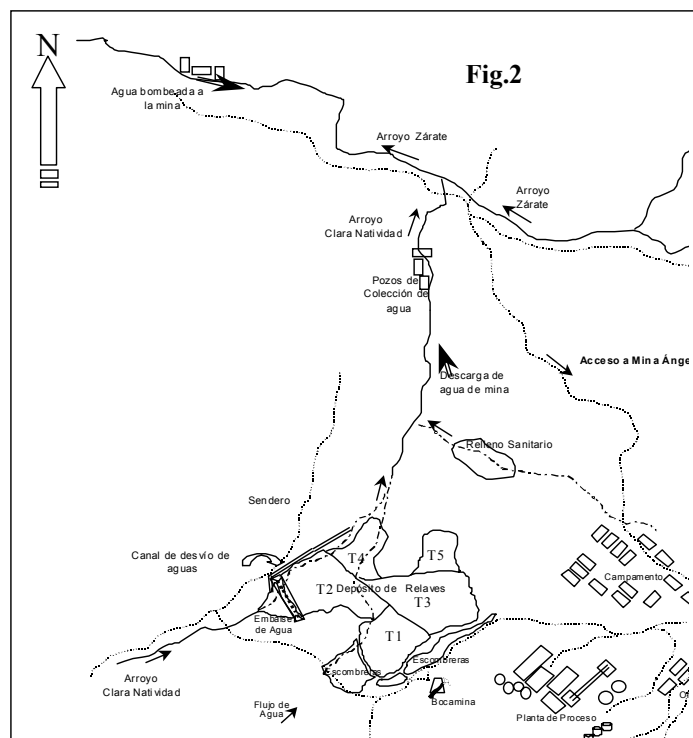 N
Fig.2
Agua bombeada a
la mina
Arroyo Zárate
Arroyo
Zárate
Arroyo
Clara Natividad
Pozos de
Colección de
agua
Acceso a Mina Ánge
Descarga de
agua de mina
Relleno Sanitario
Sendero
Canal de desvío de
aguas
T4
T5
T2
Depósito de Relaves
T3
Campamento
Embalse
de Agua
T1
Escombreras
Escombreras
Arroyo
Clara Natividad
Flujo de
Agua
Bocamina
Planta de Proceso